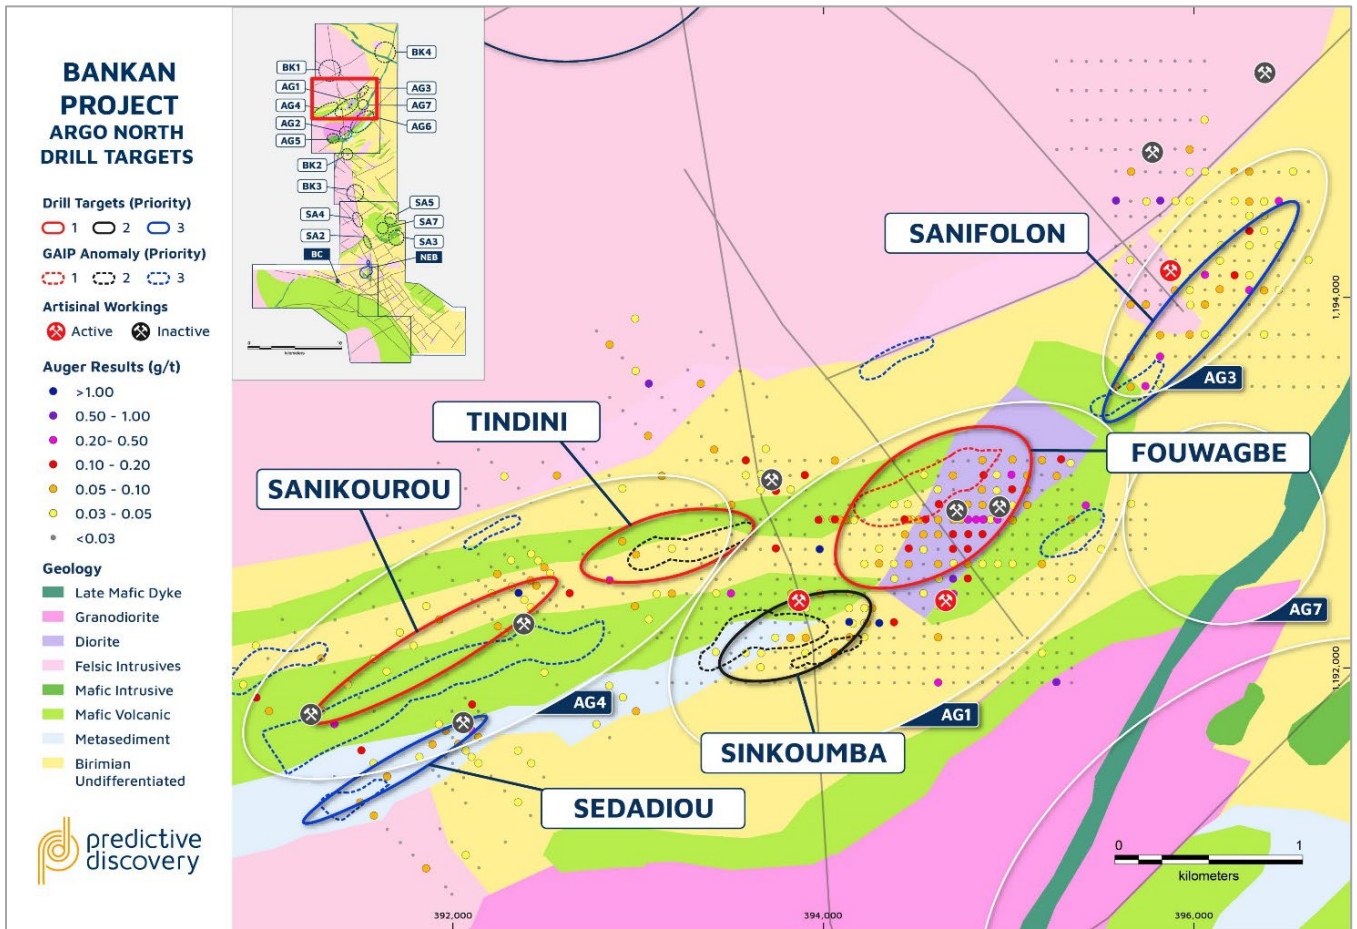 BANKAN
PROJECT
ARGO NORTH
DRILL TARGETS
Drill Targets (Priority)
1 2 3
GAIP Anomaly (Priority)
1 2 3
Artisinal Workings
Active Inactive
Auger Results (g/t)
>1.00
0.50 - 1.00
0.20- 0.50
0.10 - 0.20
0.05 - 0.10
0.03 - 0.05
<0.03
Geology
Late Mafic Dyke
Granodiorite
Diorite
Felsic Intrusives
Mafic Intrusive
Mafic Volcanic
Metasediment
Birimian
Undifferentiated
predictive
discovery
BK4
BK1
AG1
AG3
AG4
AG7
AG2
AG6
AG5
BK2
BK3
SA5
SA4
SA7
SA2
SA3
BC
NEB
0 10
kilometers
SANIFOLON
1,194,000
AG3
TINDINI
FOUWAGBE
SANIKOUROU
AG7
1,192,000
AG4
AG1
SINKOUMBA
SEDADIOU
0 1
kilometers
392,000
394,000
396,000